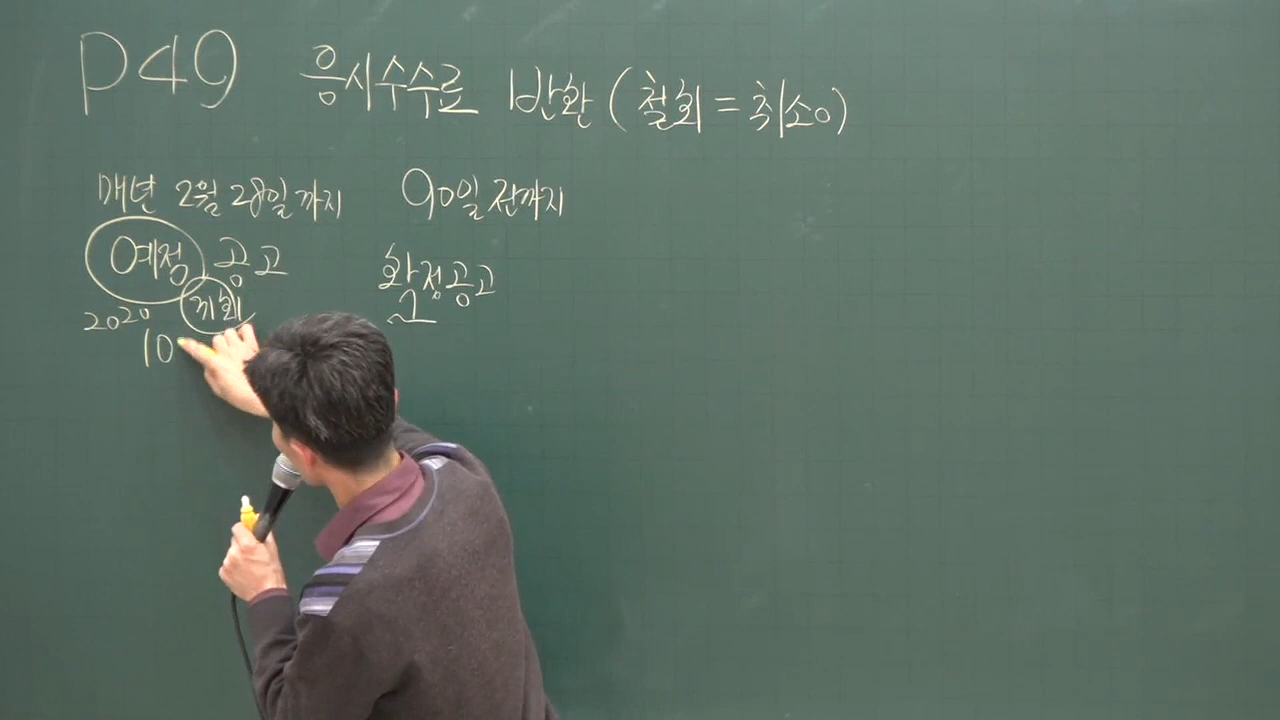 P49 응시수수료 반환 (철회 = 취소)
매년 2월 28일까지 90일 전까지
예정 공고 확정공고
2020 계획
10